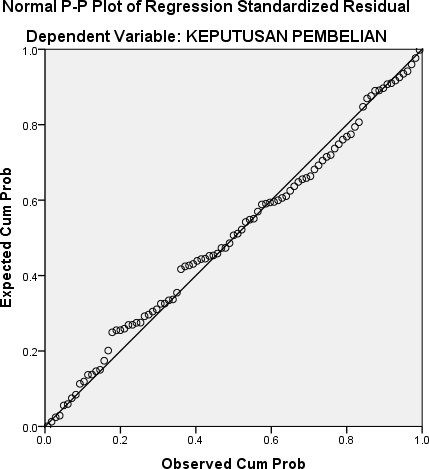 Normal P-P Plot of Regression Standardized Residual
Dependent Variable: KEPUTUSAN PEMBELIAN
Expected Cum Prob
1.0
0.8
0.6
0.4
0.2
0.0
0.0 0.2 0.4 0.6 0.8 1.0
Observed Cum Prob